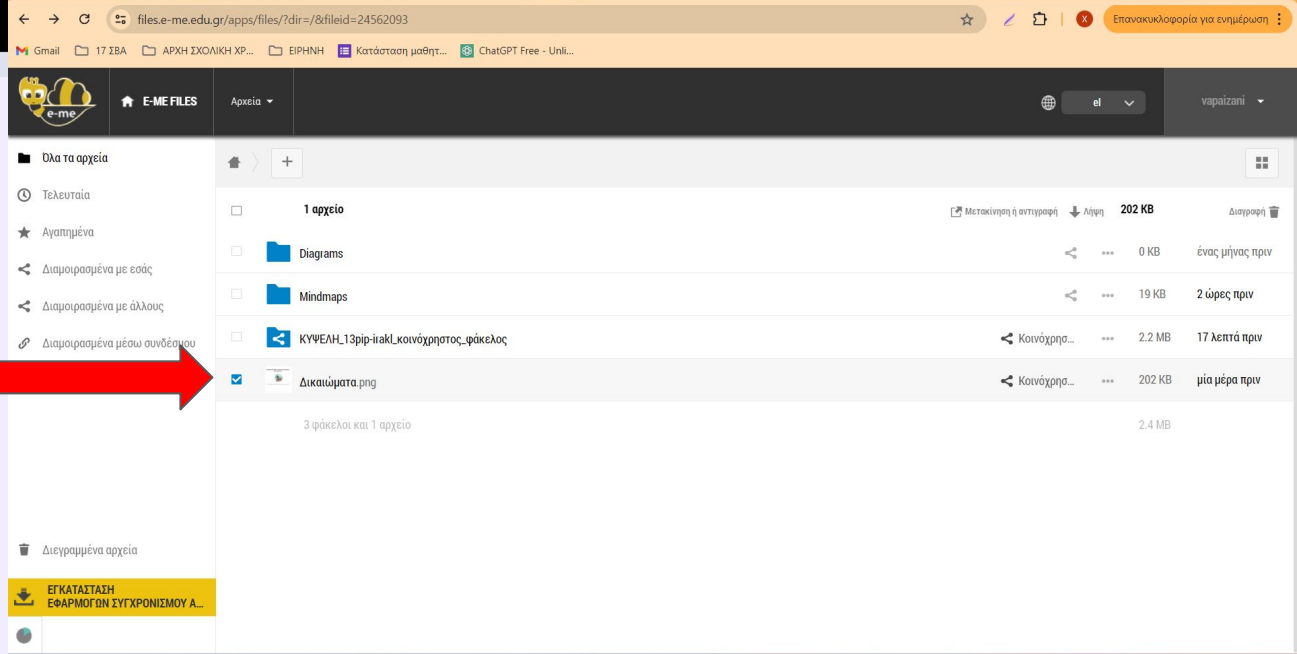 files.e-me.edu.gr/apps/files/?dir=/&fileid=24562093
X
Επανακυκλοφορία για ενημέρωση
Gmail 17 ΣΒΑ ΑΡΧΗ ΣΧΟΛΙΚΗ ΧΡ... ΕΙΡΗΝΗ Κατάσταση μαθητ... ChatGPT Free - Unli...
e-me E-ME FILES Αρχεία el vapaizani
Όλα τα αρχεία
Τελευταία
Αγαπημένα
Διαμοιρασμένα με εσάς
Διαμοιρασμένα με άλλους
Διαμοιρασμένα μέσω συνδέσμου
Διεγραμμένα αρχεία
ΕΓΚΑΤΑΣΤΑΣΗ
ΕΦΑΡΜΟΓΩΝ ΣΥΓΧΡΟΝΙΣΜΟΥ Α...
1 αρχείο Μετακίνηση ή αντιγραφή Λήψη 202 KB Διαγραφή
Diagrams 0 KB ένας μήνας πριν
Mindmaps 19 KB 2 ώρες πριν
ΚΥΨΕΛΗ_13pip-irakl_κοινόχρηστος_φάκελος Κοινόχρησ... 2.2 MB 17 λεπτά πριν
Δικαιώματα.png Κοινόχρησ... 202 KB μία μέρα πριν
3 φάκελοι και 1 αρχείο 2.4 MB